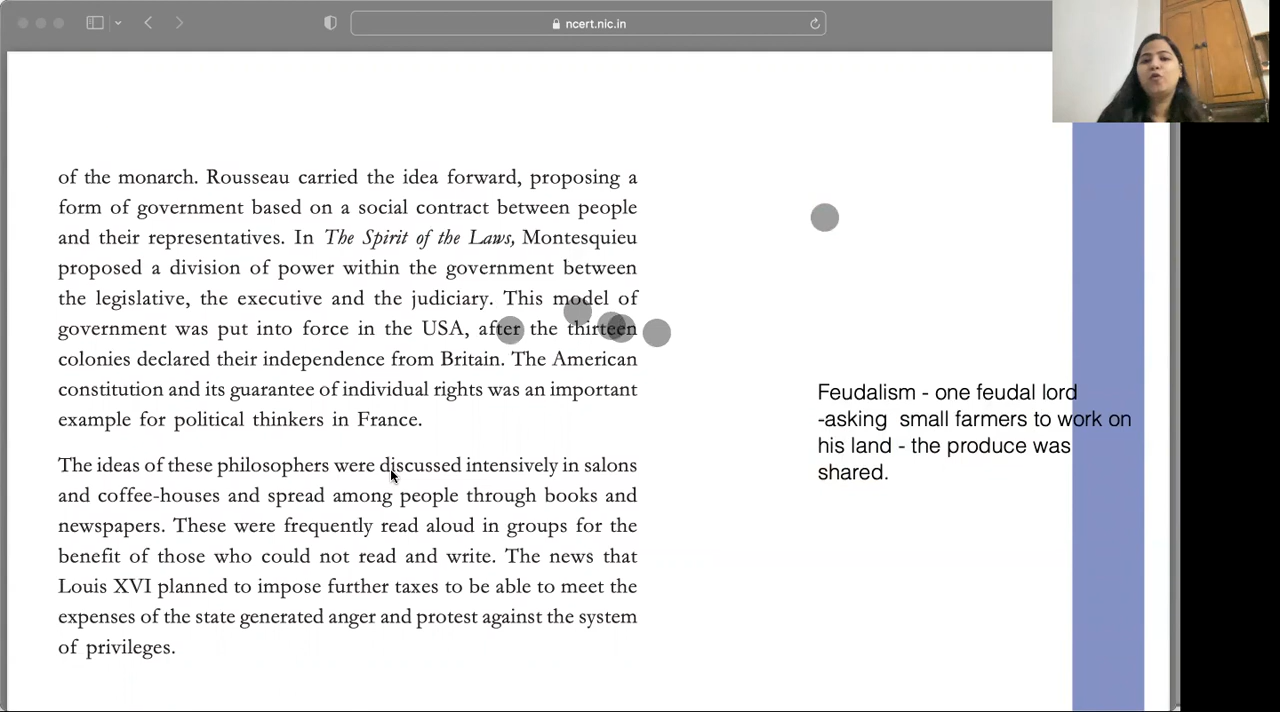 ncert.nic.in
of the monarch. Rousseau carried the idea forward, proposing a
form of government based on a social contract between people
and their representatives. In The Spirit of the Laws, Montesquieu
proposed a division of power within the government between
the legislative, the executive and the judiciary. This model of
government was put into force in the USA, after the thirteen
colonies declared their independence from Britain. The American
constitution and its guarantee of individual rights was an important
example for political thinkers in France.
The ideas of these philosophers were discussed intensively in salons
and coffee-houses and spread among people through books and
newspapers. These were frequently read aloud in groups for the
benefit of those who could not read and write. The news that
Louis XVI planned to impose further taxes to be able to meet the
expenses of the state generated anger and protest against the system
of privileges.
Feudalism - one feudal lord
-asking small farmers to work on
his land - the produce was
shared.